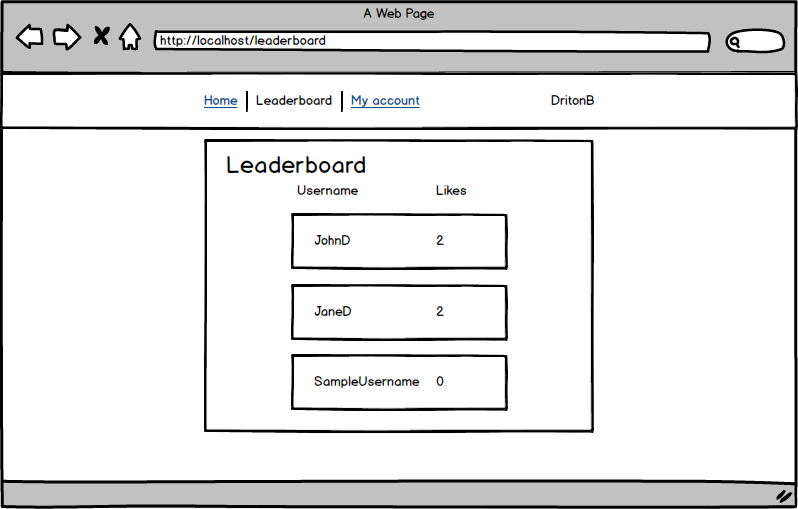 A Web Page
http://localhost/leaderboard
Home Leaderboard My account DritonB
Leaderboard
Username Likes
JohnD 2
JaneD 2
SampleUsername 0